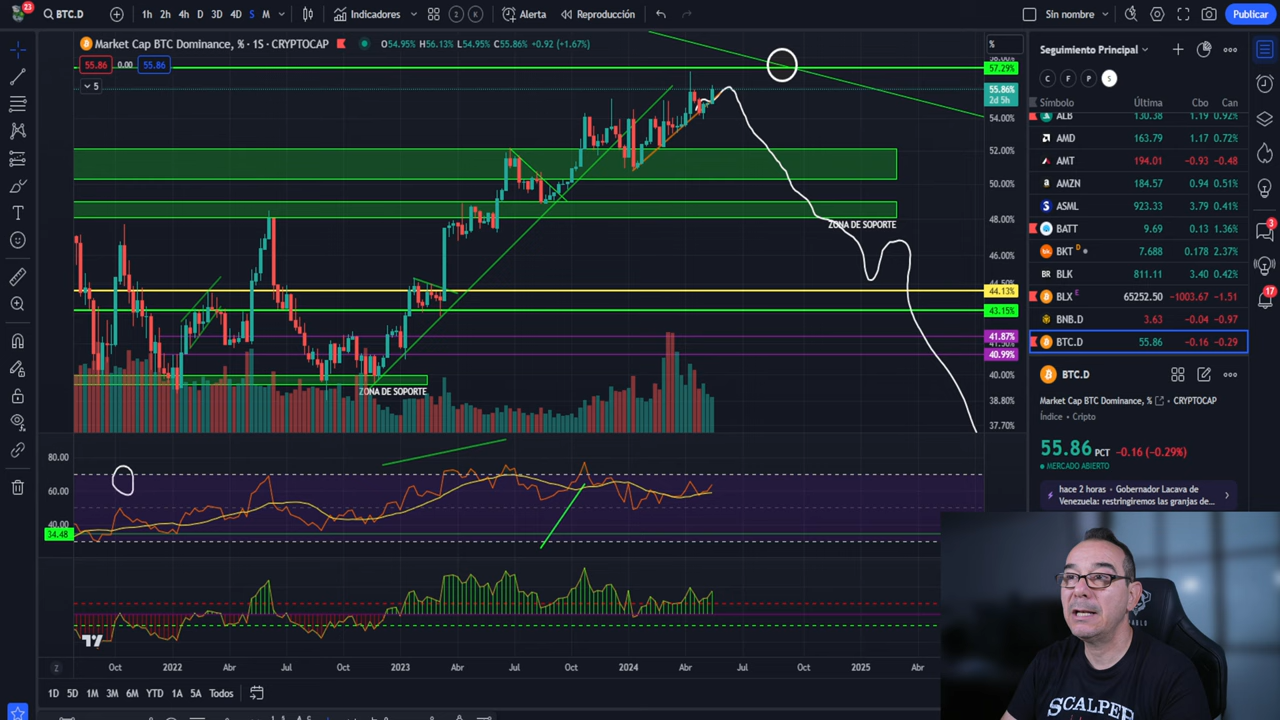 23
BTC.D
1h 2h 4h D 3D 4D S M
Indicadores
2 K
Alerta
Reproducción
Sin nombre
Publicar
Market Cap BTC Dominance, % · 1S · CRYPTOCAP
O54.95% H56.13% L54.95% C55.86% +0.92 (+1.67%)
55.86 0.00 55.86
5
%
57.29%
55.86%
2d 5h
54.00%
52.00%
50.00%
48.00%
46.00%
44.13%
43.15%
41.87%
40.99%
40.00%
38.80%
37.70%
ZONA DE SOPORTE
ZONA DE SOPORTE
80.00
60.00
40.00
34.48
Oct 2022 Abr Jul Oct 2023 Abr Jul Oct 2024 Abr Jul Oct 2025 Abr
Z
1D 5D 1M 3M 6M YTD 1A 5A Todos
Seguimiento Principal
C F P S
Símbolo Última Cbo Can
ALB 130.38 1.19 0.92%
AMD 163.79 1.17 0.72%
AMT 194.01 -0.93 -0.48
AMZN 184.57 0.94 0.51%
ASML 923.33 3.79 0.41%
BATT 9.69 0.13 1.36%
BKT D 7.688 0.178 2.37%
BLK 811.11 3.40 0.42%
BLX E 65252.50 -1003.67 -1.51
BNB.D 3.63 -0.04 -0.97
BTC.D 55.86 -0.16 -0.29
BTC.D
Market Cap BTC Dominance, % · CRYPTOCAP
Índice · Cripto
55.86 PCT -0.16 (-0.29%)
MERCADO ABIERTO
hace 2 horas · Gobernador Lacava de
Venezuela: restringiremos las granjas de...
3
17
SCALPER